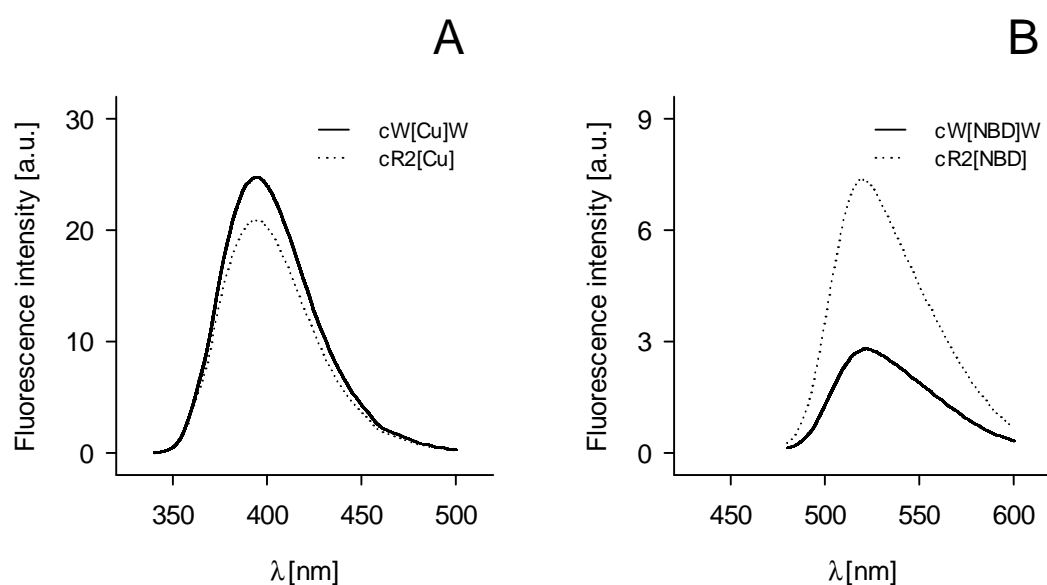 A
Fluorescence intensity [a.u.]
30
20
10
0
cW[Cu]W
cR2[Cu]
350 400 450 500
λ [nm]
B
Fluorescence intensity [a.u.]
9
6
3
0
cW[NBD]W
cR2[NBD]
450 500 550 600
λ [nm]